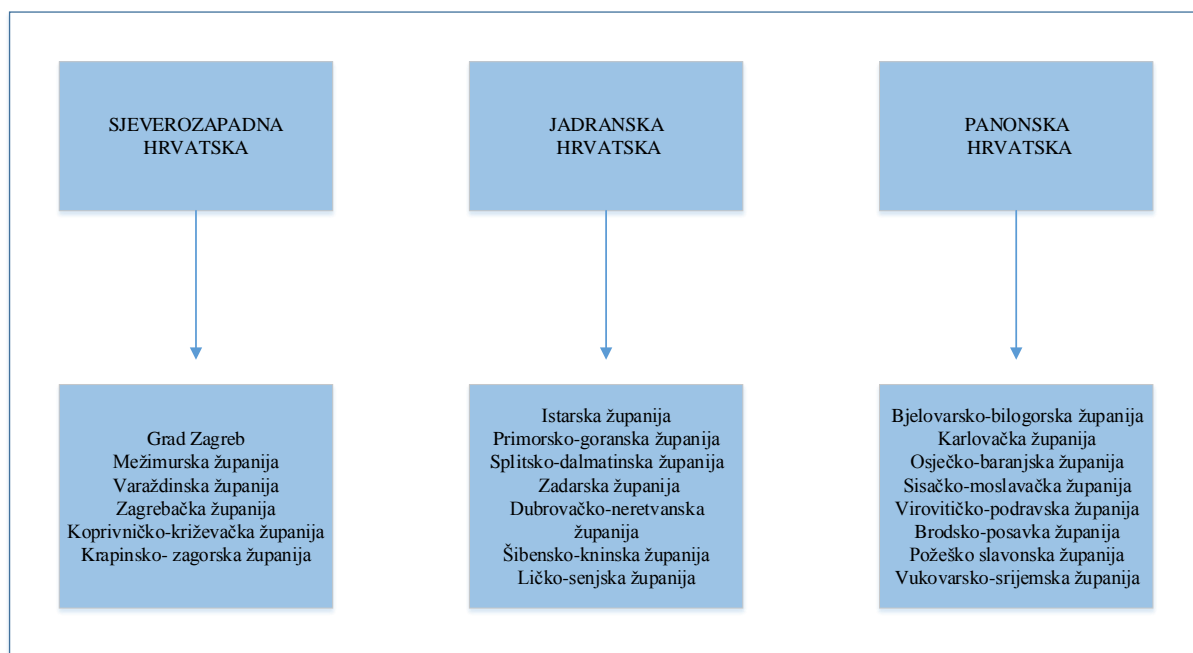 SJEVEROZAPADNA
HRVATSKA
JADRANSKA
HRVATSKA
PANONSKA
HRVATSKA
Grad Zagreb
Mežimurska županija
Varaždinska županija
Zagrebačka županija
Koprivničko-križevačka županija
Krapinsko- zagorska županija
Istarska županija
Primorsko-goranska županija
Splitsko-dalmatinska županija
Zadarska županija
Dubrovačko-neretvanska
županija
Šibensko-kninska županija
Ličko-senjska županija
Bjelovarsko-bilogorska županija
Karlovačka županija
Osječko-baranjska županija
Sisačko-moslavačka županija
Virovitičko-podravska županija
Brodsko-posavka županija
Požeško slavonska županija
Vukovarsko-srijemska županija